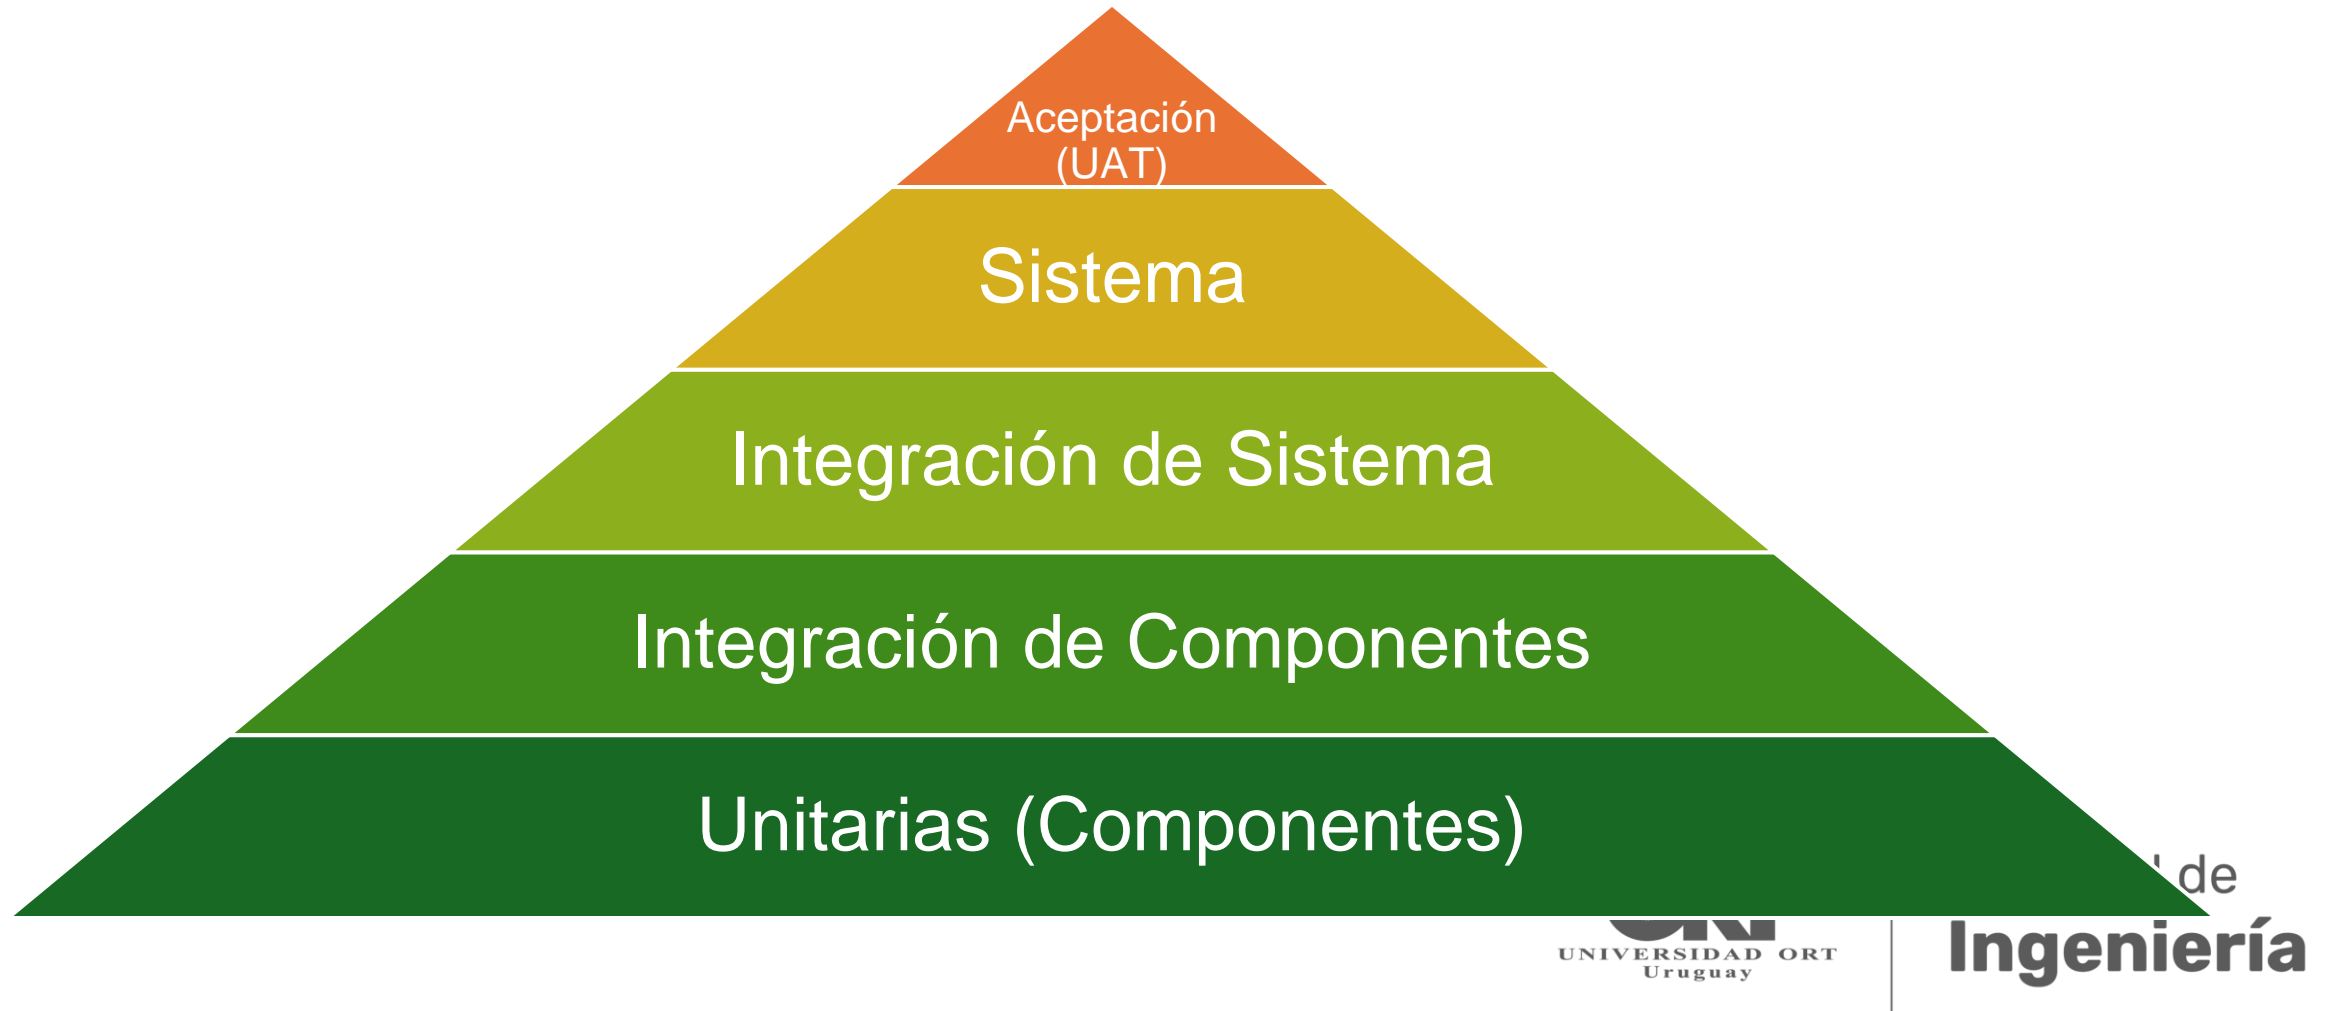 Aceptación
(UAT)
Sistema
Integración de Sistema
Integración de Componentes
Unitarias (Componentes)
de
Ingeniería
UNIVERSIDAD ORT
Uruguay